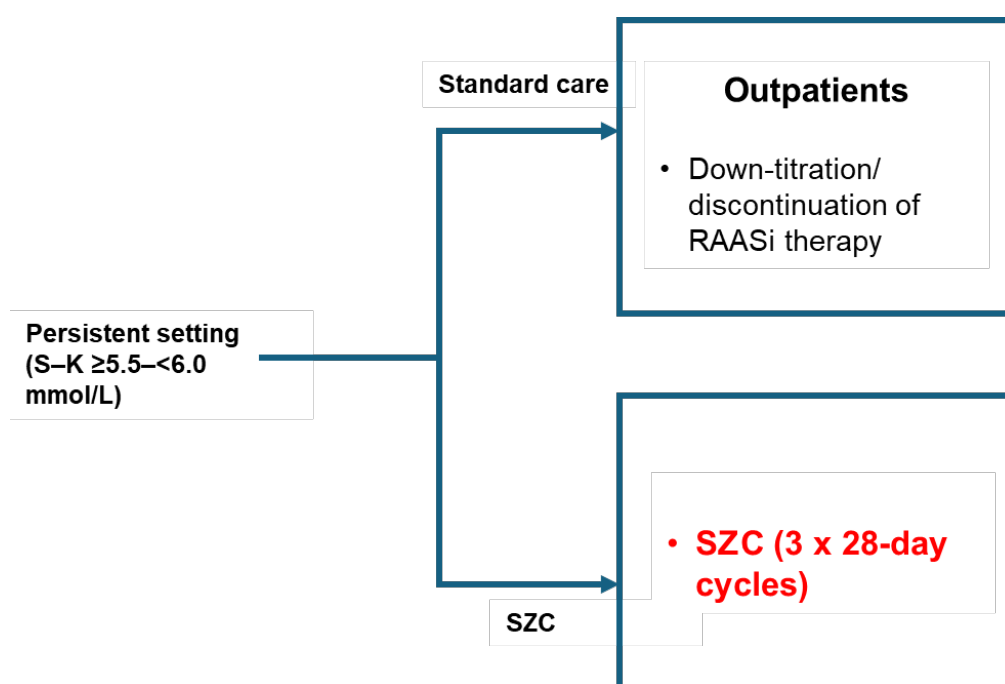 Standard care
Outpatients
• Down-titration/
discontinuation of
RAASi therapy
Persistent setting
(S–K ≥5.5–<6.0
mmol/L)
• SZC (3 x 28-day
cycles)
SZC